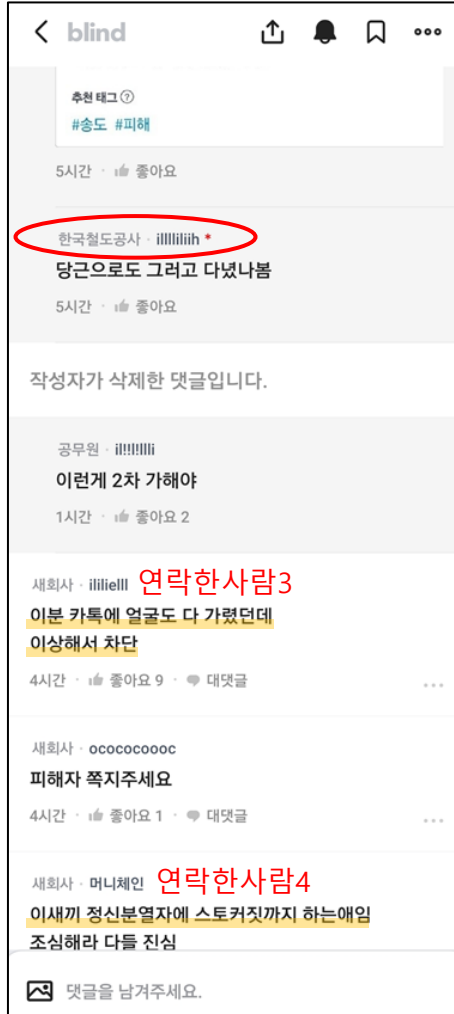 blind
추천 태그 ?
#송도 #피해
5시간 · 좋아요
한국철도공사 · illlliliih *
당근으로도 그러고 다녔나봄
5시간 · 좋아요
작성자가 삭제한 댓글입니다.
공무원 · il!!l!llli
이런게 2차 가해야
1시간 · 좋아요 2
새회사 · ililielll 연락한사람3
이분 카톡에 얼굴도 다 가렸던데
이상해서 차단
4시간 · 좋아요 9 · 대댓글
새회사 · ococococooc
피해자 쪽지주세요
4시간 · 좋아요 1 · 대댓글
새회사 · 머니체인 연락한사람4
이새끼 정신분열자에 스토커짓까지 하는애임
조심해라 다들 진심
댓글을 남겨주세요.